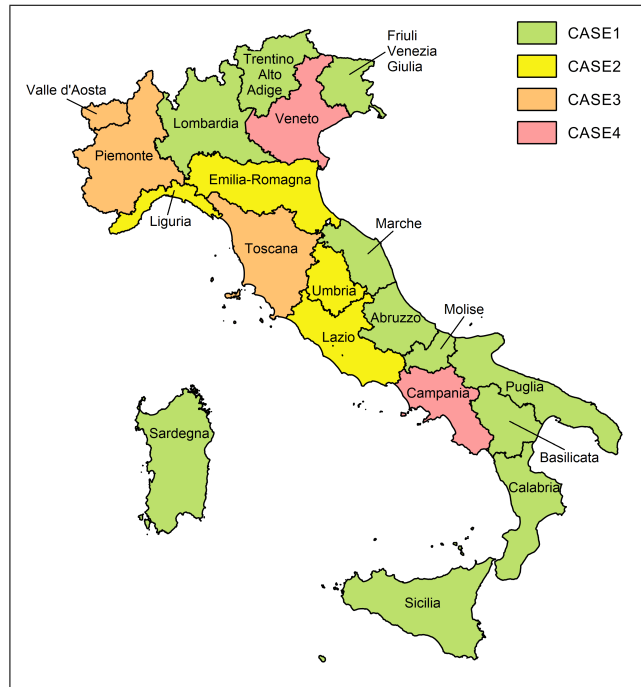 Friuli
Venezia
Giulia
CASE1
CASE2
CASE3
CASE4
Trentino
Alto
Adige
Valle d'Aosta
Lombardia
Veneto
Piemonte
Emilia-Romagna
Liguria
Marche
Toscana
Umbria
Abruzzo
Molise
Lazio
Puglia
Campania
Sardegna
Basilicata
Calabria
Sicilia